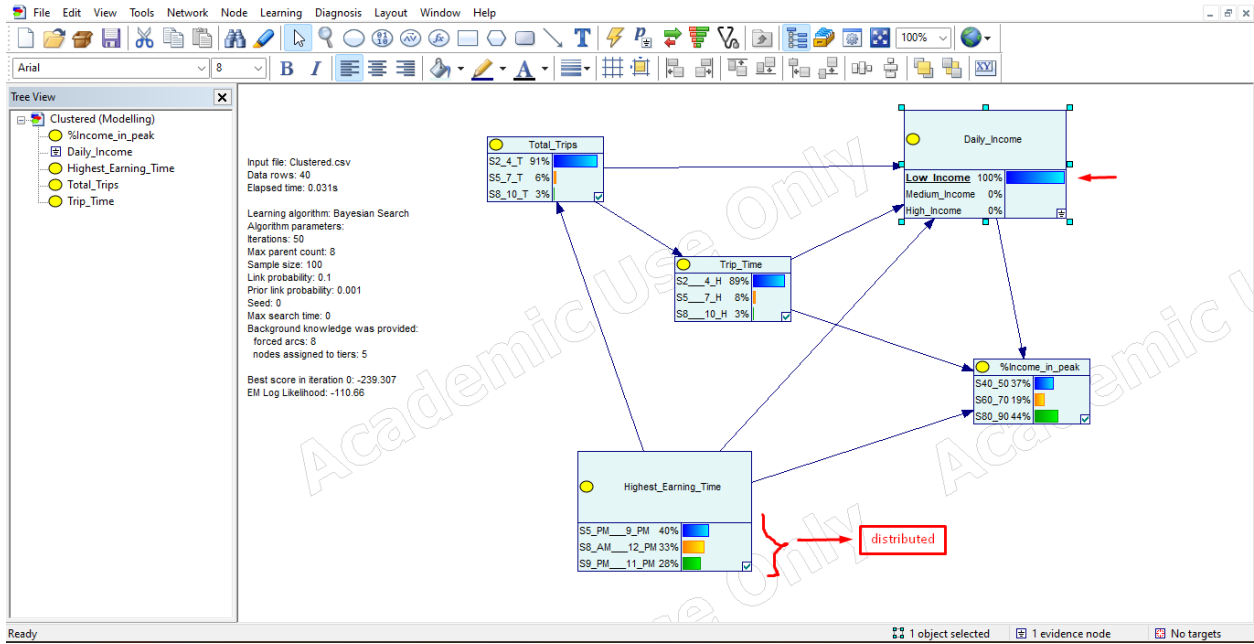 File Edit View Tools Network Node Learning Diagnosis Layout Window Help
100%
Arial 8 B I A
Tree View
Clustered (Modelling)
%Income_in_peak
Daily_Income
Highest_Earning_Time
Total_Trips
Trip_Time
Input file: Clustered.csv
Data rows: 40
Elapsed time: 0.031s
Learning algorithm: Bayesian Search
Algorithm parameters:
Iterations: 50
Max parent count: 8
Sample size: 100
Link probability: 0.1
Prior link probability: 0.001
Seed: 0
Max search time: 0
Background knowledge was provided:
forced arcs: 8
nodes assigned to tiers: 5
Best score in iteration 0: -239.307
EM Log Likelihood: -110.66
Total_Trips
S2_4_T 91%
S5_7_T 6%
S8_10_T 3%
Daily_Income
Low_Income 100%
Medium_Income 0%
High_Income 0%
Trip_Time
S2___4_H 89%
S5___7_H 8%
S8___10_H 3%
%Income_in_peak
S40_50 37%
S60_70 19%
S80_90 44%
Highest_Earning_Time
S5_PM___9_PM 40%
S8_AM___12_PM 33%
S9_PM___11_PM 28%
distributed
Academic Use Only
Academic
Only
Ready
1 object selected
1 evidence node
No targets